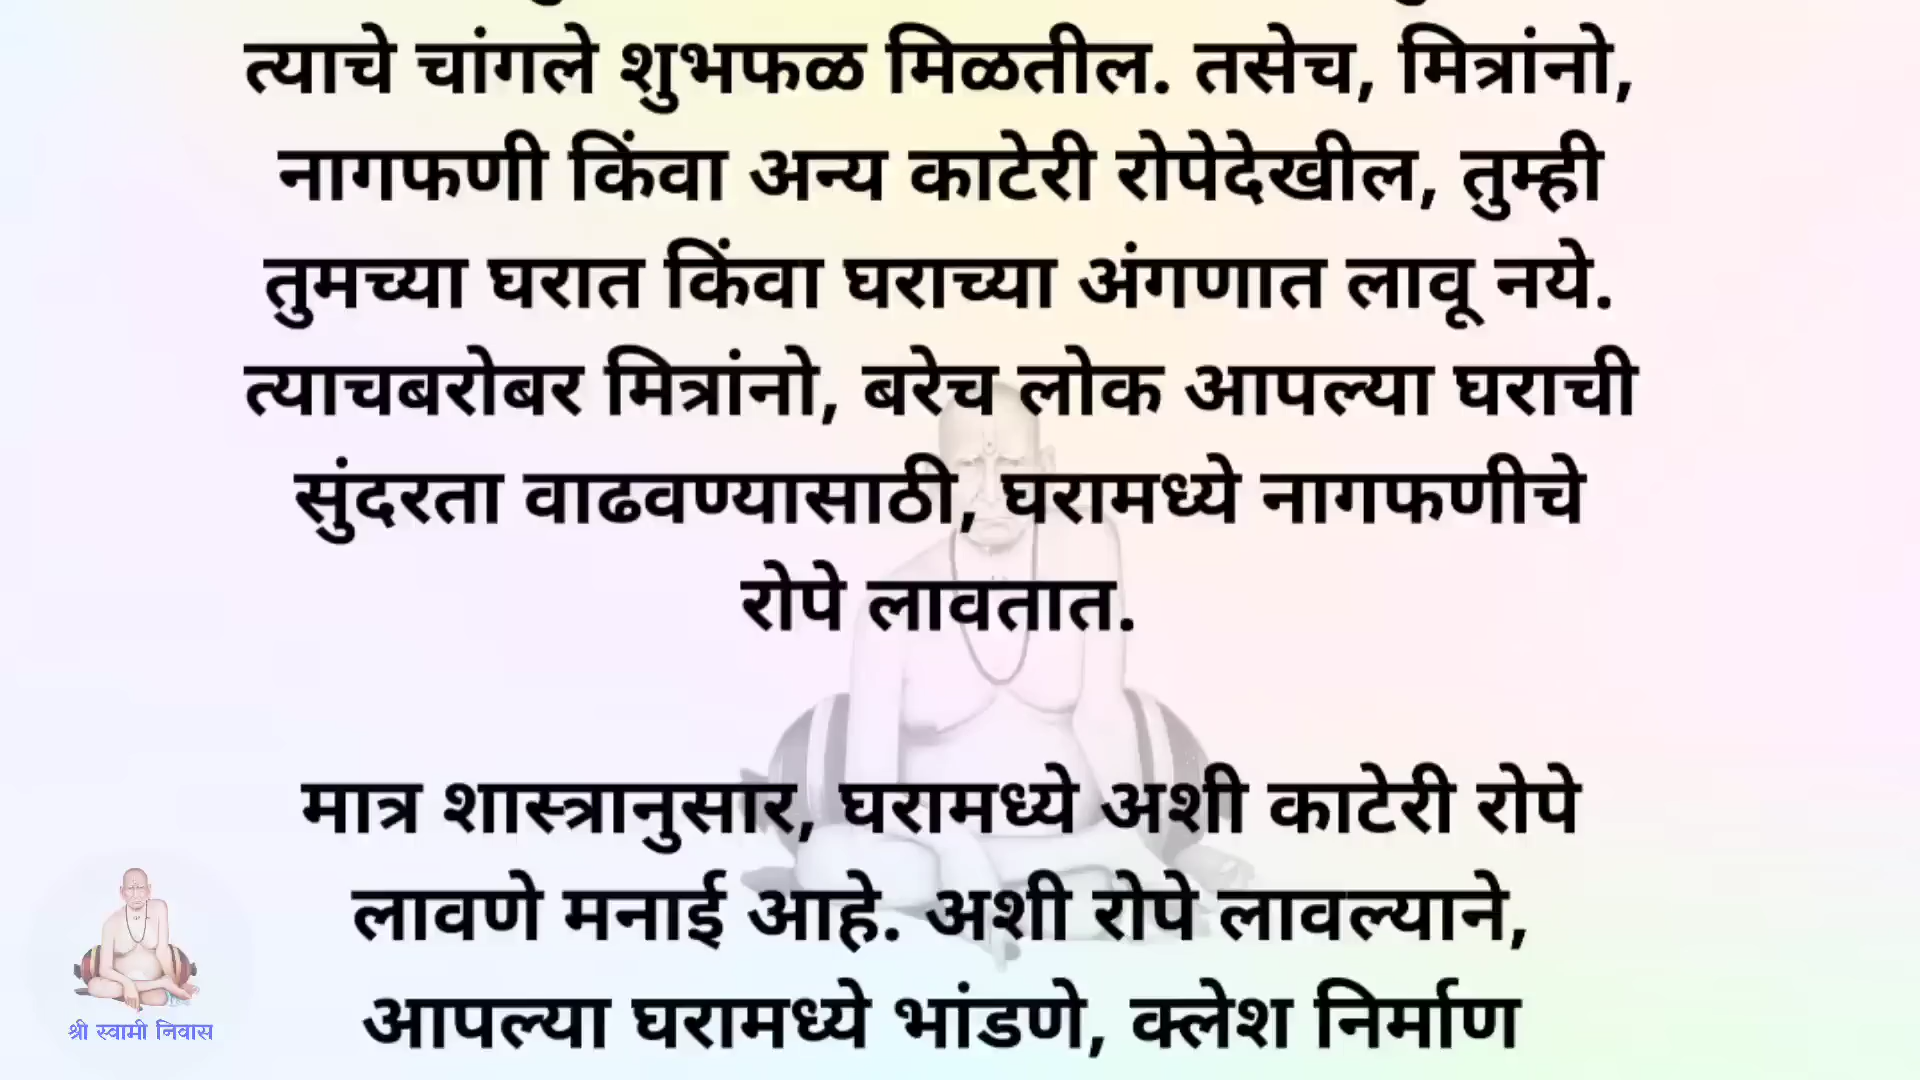 त्याचे चांगले शुभफळ मिळतील. तसेच, मित्रांनो,
नागफणी किंवा अन्य काटेरी रोपेदेखील, तुम्ही
तुमच्या घरात किंवा घराच्या अंगणात लावू नये.
त्याचबरोबर मित्रांनो, बरेच लोक आपल्या घराची
सुंदरता वाढवण्यासाठी, घरामध्ये नागफणीचे
रोपे लावतात.
मात्र शास्त्रानुसार, घरामध्ये अशी काटेरी रोपे
लावणे मनाई आहे. अशी रोपे लावल्याने,
आपल्या घरामध्ये भांडणे, क्लेश निर्माण
श्री स्वामी निवास